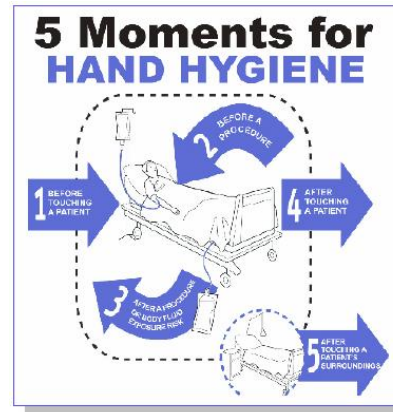 5 Moments for
HAND HYGIENE
1 BEFORE
TOUCHING
A PATIENT
2 BEFORE A
PROCEDURE
3 AFTER A PROCEDURE
OR BODY FLUID
EXPOSURE RISK
4 AFTER
TOUCHING
A PATIENT
5 AFTER
TOUCHING A
PATIENT'S
SURROUNDINGS